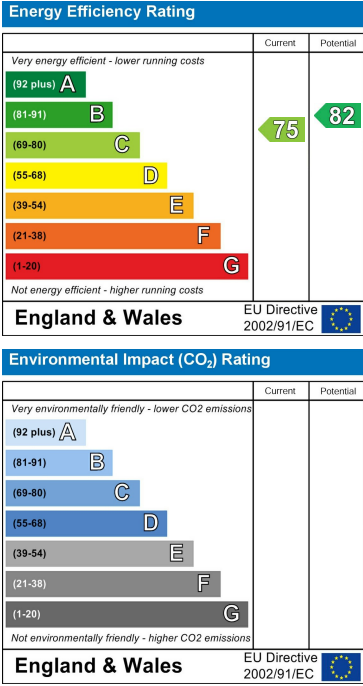 Energy Efficiency Rating
Current Potential
Very energy efficient - lower running costs
(92 plus) A
(81-91) B
(69-80) C
(55-68) D
(39-54) E
(21-38) F
(1-20) G
75
82
Not energy efficient - higher running costs
England & Wales
EU Directive
2002/91/EC
Environmental Impact (CO₂) Rating
Current Potential
Very environmentally friendly - lower CO2 emissions
(92 plus) A
(81-91) B
(69-80) C
(55-68) D
(39-54) E
(21-38) F
(1-20) G
Not environmentally friendly - higher CO2 emissions
England & Wales
EU Directive
2002/91/EC